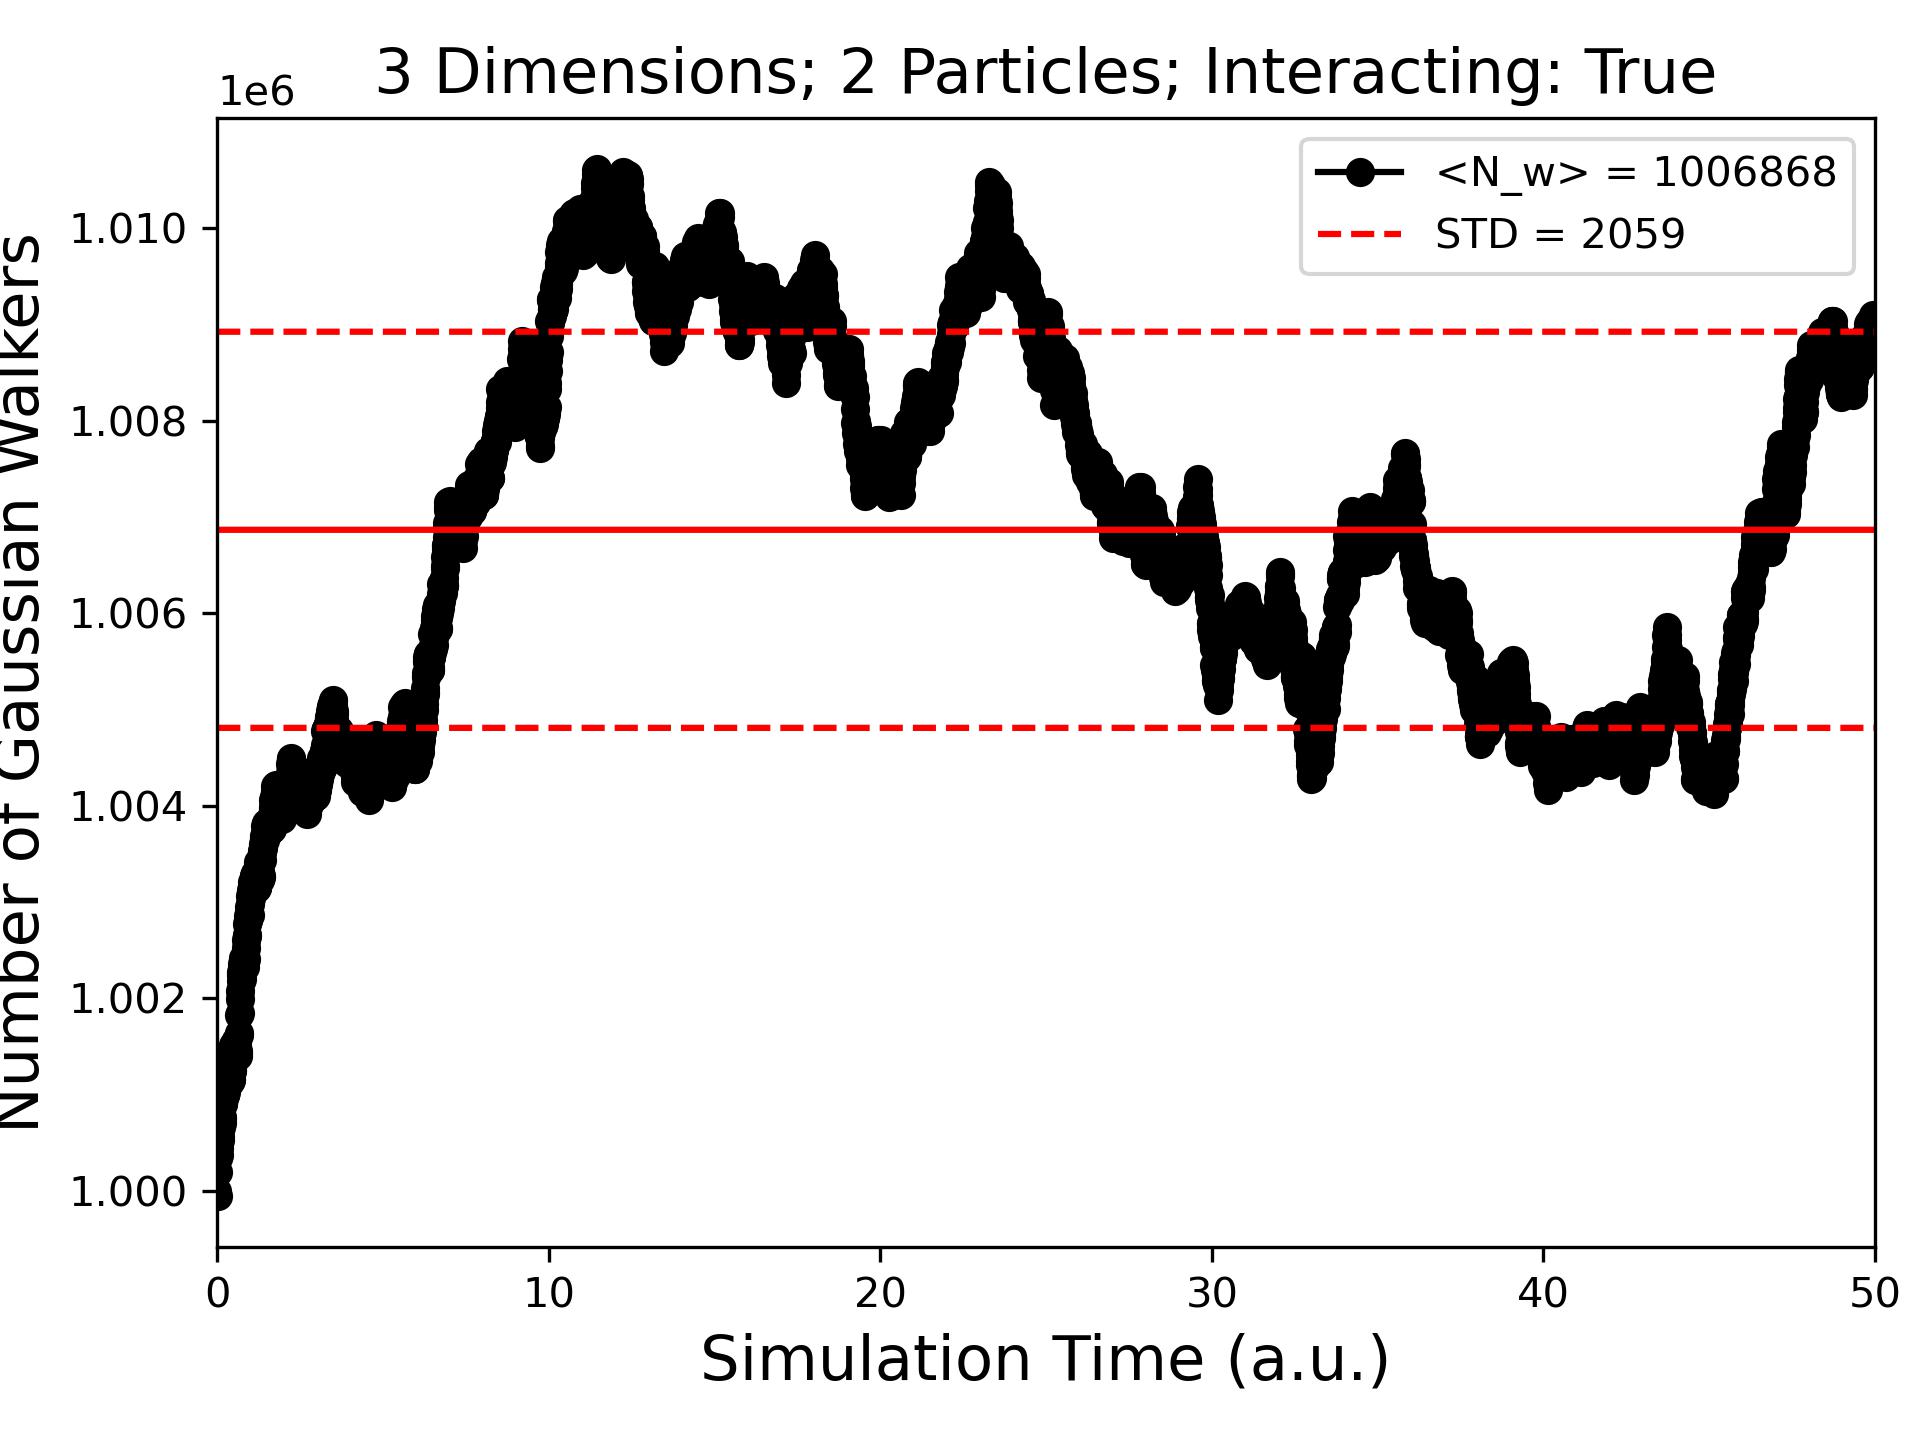 3 Dimensions; 2 Particles; Interacting: True
1e6
<N_w> = 1006868
STD = 2059
1.010
1.008
1.006
1.004
1.002
1.000
Number of Gaussian Walkers
0 10 20 30 40 50
Simulation Time (a.u.)